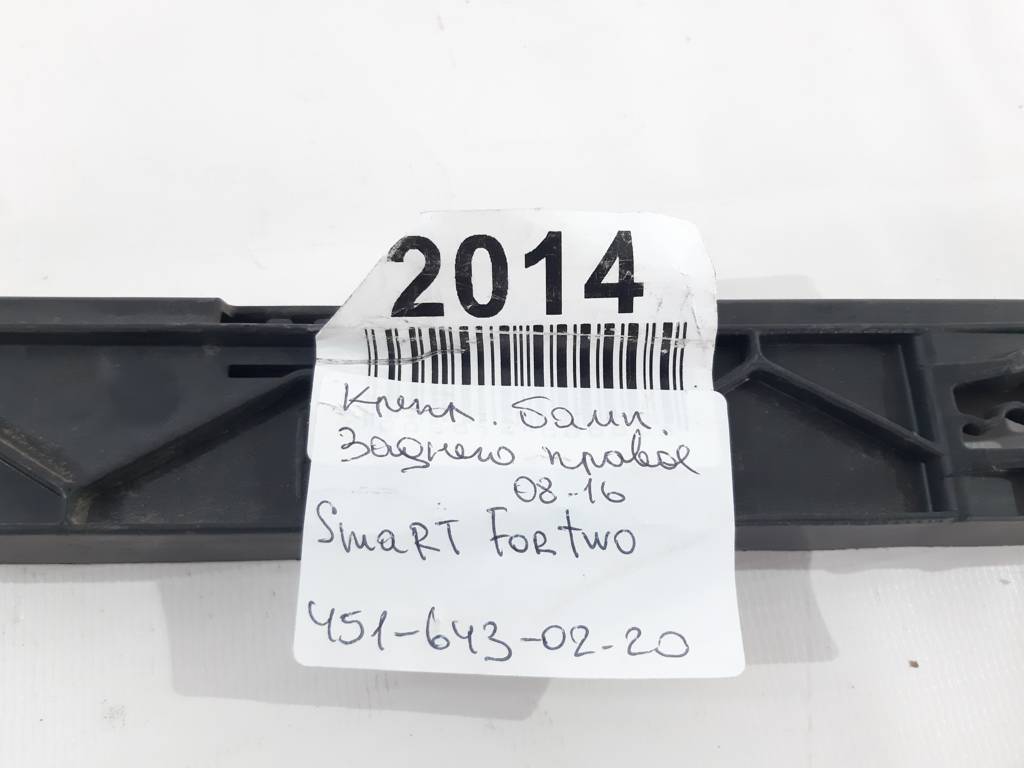 2014
Крепл. бамп.
Заднего правое
08-16
SmaRT FoRtwo
451-643-02-20